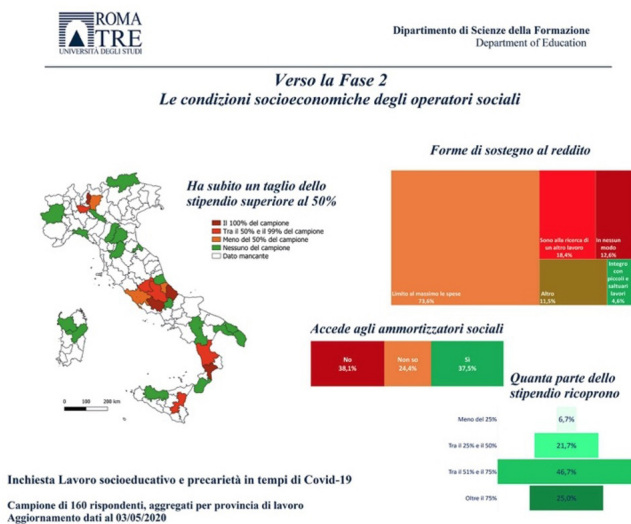 ROMA
TRE
UNIVERSITÀ DEGLI STUDI
Dipartimento di Scienze della Formazione
Department of Education
Verso la Fase 2
Le condizioni socioeconomiche degli operatori sociali
Ha subito un taglio dello
stipendio superiore al 50%
Il 100% del campione
Tra il 50% e il 99% del campione
Meno del 50% del campione
Nessuno del campione
Dato mancante
0 100 200 km
Forme di sostegno al reddito
Limito al massimo le spese
73,6%
Sono alla ricerca di
un altro lavoro
18,4%
In nessun
modo
12,6%
Altro
11,5%
Integro
con
piccoli e
saltuari
lavori
4,6%
Accede agli ammortizzatori sociali
No
38,1%
Non so
24,4%
Si
37,5%
Quanta parte dello
stipendio ricoprono
Meno del 25%
6,7%
Tra il 25% e il 50%
21,7%
Tra il 51% e il 75%
46,7%
Oltre il 75%
25,0%
Inchiesta Lavoro socioeducativo e precarietà in tempi di Covid-19
Campione di 160 rispondenti, aggregati per provincia di lavoro
Aggiornamento dati al 03/05/2020